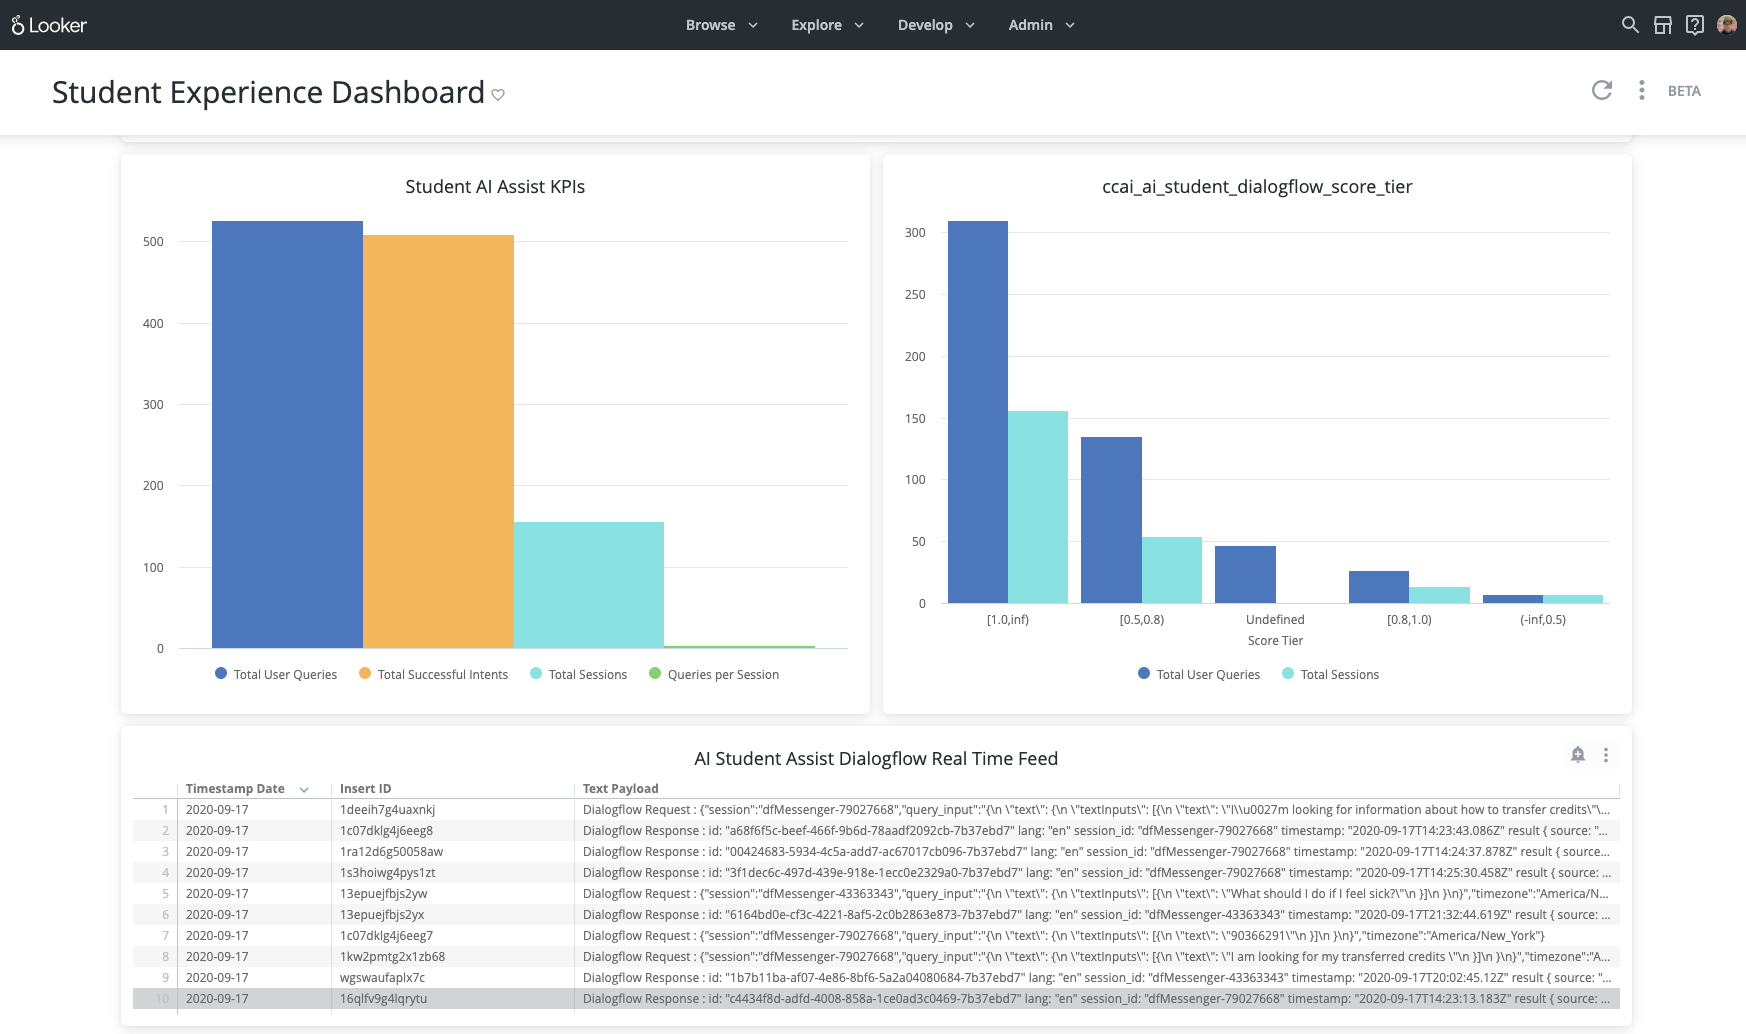 Looker
Browse Explore Develop Admin
Student Experience Dashboard
BETA
Student AI Assist KPIs
500
400
300
200
100
0
Total User Queries Total Successful Intents Total Sessions Queries per Session
ccai_ai_student_dialogflow_score_tier
300
250
200
150
100
50
0
[1.0,inf) [0.5,0.8) Undefined [0.8,1.0) (-inf,0.5)
Score Tier
Total User Queries Total Sessions
AI Student Assist Dialogflow Real Time Feed
Timestamp Date Insert ID Text Payload
1 2020-09-17 1deeih7g4uaxnkj Dialogflow Request : {"session":"dfMessenger-79027668","query_input":"{\n \"text\": {\n \"textInputs\": [{\n \"text\": \"I\\u0027m looking for information about how to transfer credits\"\...
2 2020-09-17 1c07dklg4j6eeg8 Dialogflow Response : id: "a68f6f5c-beef-466f-9b6d-78aadf2092cb-7b37ebd7" lang: "en" session_id: "dfMessenger-79027668" timestamp: "2020-09-17T14:23:43.086Z" result { source: "...
3 2020-09-17 1ra12d6g50058aw Dialogflow Response : id: "00424683-5934-4c5a-add7-ac67017cb096-7b37ebd7" lang: "en" session_id: "dfMessenger-79027668" timestamp: "2020-09-17T14:24:37.878Z" result { source...
4 2020-09-17 1s3hoiwg4pys1zt Dialogflow Response : id: "3f1dec6c-497d-439e-918e-1ecc0e2329a0-7b37ebd7" lang: "en" session_id: "dfMessenger-79027668" timestamp: "2020-09-17T14:25:30.458Z" result { source: ...
5 2020-09-17 13epuejfbjs2yw Dialogflow Request : {"session":"dfMessenger-43363343","query_input":"{\n \"text\": {\n \"textInputs\": [{\n \"text\": \"What should I do if I feel sick?\"\n }]\n }\n}","timezone":"America/N...
6 2020-09-17 13epuejfbjs2yx Dialogflow Response : id: "6164bd0e-cf3c-4221-8af5-2c0b2863e873-7b37ebd7" lang: "en" session_id: "dfMessenger-43363343" timestamp: "2020-09-17T21:32:44.619Z" result { source: ...
7 2020-09-17 1c07dklg4j6eeg7 Dialogflow Request : {"session":"dfMessenger-79027668","query_input":"{\n \"text\": {\n \"textInputs\": [{\n \"text\": \"90366291\"\n }]\n }\n}","timezone":"America/New_York"}
8 2020-09-17 1kw2pmtg2x1zb68 Dialogflow Request : {"session":"dfMessenger-79027668","query_input":"{\n \"text\": {\n \"textInputs\": [{\n \"text\": \"I am looking for my transferred credits \"\n }]\n }\n}","timezone":"A...
9 2020-09-17 wgswaufaplx7c Dialogflow Response : id: "1b7b11ba-af07-4e86-8bf6-5a2a04080684-7b37ebd7" lang: "en" session_id: "dfMessenger-43363343" timestamp: "2020-09-17T20:02:45.12Z" result { source: "...
10 2020-09-17 16qlfv9g4lqrytu Dialogflow Response : id: "c4434f8d-adfd-4008-858a-1ce0ad3c0469-7b37ebd7" lang: "en" session_id: "dfMessenger-79027668" timestamp: "2020-09-17T14:23:13.183Z" result { source: ...